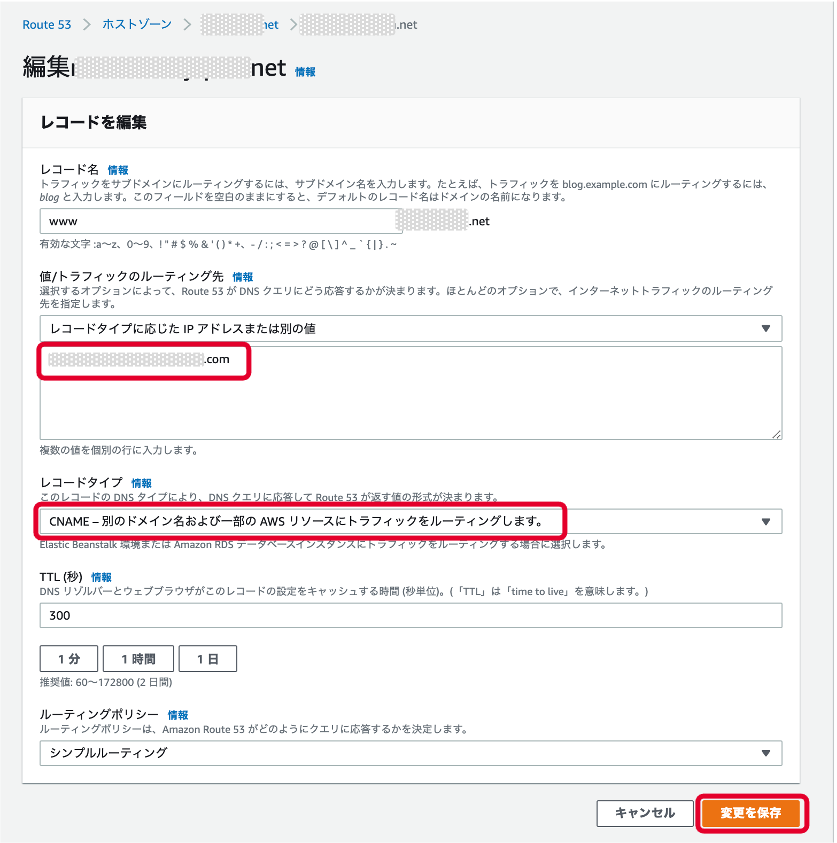 Route 53 > ホストゾーン > net > .net
編集 net 情報
レコードを編集
レコード名 情報
トラフィックをサブドメインにルーティングするには、サブドメイン名を入力します。たとえば、トラフィックを blog.example.com にルーティングするには、
blog と入力します。このフィールドを空白のままにすると、デフォルトのレコード名はドメインの名前になります。
www .net
有効な文字 :a〜z、0〜9、! " # $ % & ' ( ) * +、- / : ; < = > ? @ [ \ ] ^ _ ` { | } . ~
値/トラフィックのルーティング先 情報
選択するオプションによって、Route 53 が DNS クエリにどう応答するかが決まります。ほとんどのオプションで、インターネットトラフィックのルーティング
先を指定します。
レコードタイプに応じた IP アドレスまたは別の値
.com
複数の値を個別の行に入力します。
レコードタイプ 情報
このレコードの DNS タイプにより、DNS クエリに応答して Route 53 が返す値の形式が決まります。
CNAME – 別のドメイン名および一部の AWS リソースにトラフィックをルーティングします。
Elastic Beanstalk 環境または Amazon RDS データベースインスタンスにトラフィックをルーティングする場合に選択します。
TTL (秒) 情報
DNS リゾルバーとウェブブラウザがこのレコードの設定をキャッシュする時間 (秒単位)。(「TTL」は「time to live」を意味します。)
300
1 分 1 時間 1 日
推奨値: 60〜172800 (2 日間)
ルーティングポリシー 情報
ルーティングポリシーは、Amazon Route 53 がどのようにクエリに応答するかを決定します。
シンプルルーティング
キャンセル 変更を保存